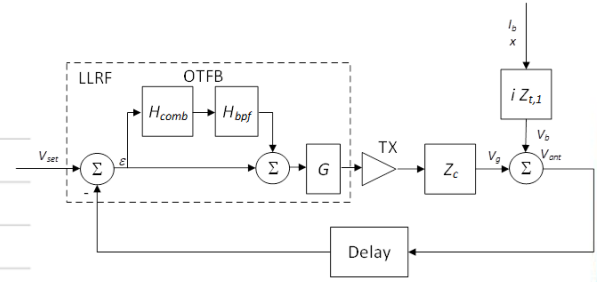 I_b
x
LLRF
OTFB
H_comb
H_bpf
i Z_t,1
V_b
V_set
Σ
ε
Σ
G
TX
Z_c
V_g
Σ
V_ant
-
Delay